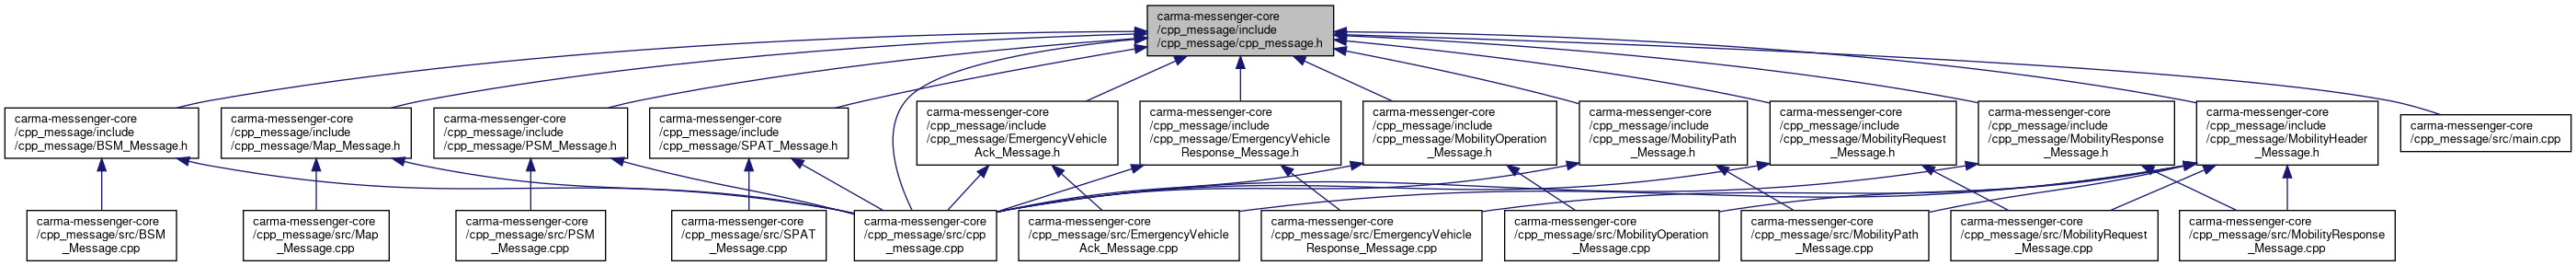 carma-messenger-core
/cpp_message/include
/cpp_message/cpp_message.h
carma-messenger-core
/cpp_message/include
/cpp_message/BSM_Message.h
carma-messenger-core
/cpp_message/include
/cpp_message/Map_Message.h
carma-messenger-core
/cpp_message/include
/cpp_message/PSM_Message.h
carma-messenger-core
/cpp_message/include
/cpp_message/SPAT_Message.h
carma-messenger-core
/cpp_message/include
/cpp_message/EmergencyVehicle
Ack_Message.h
carma-messenger-core
/cpp_message/include
/cpp_message/EmergencyVehicle
Response_Message.h
carma-messenger-core
/cpp_message/include
/cpp_message/MobilityOperation
_Message.h
carma-messenger-core
/cpp_message/include
/cpp_message/MobilityPath
_Message.h
carma-messenger-core
/cpp_message/include
/cpp_message/MobilityRequest
_Message.h
carma-messenger-core
/cpp_message/include
/cpp_message/MobilityResponse
_Message.h
carma-messenger-core
/cpp_message/include
/cpp_message/MobilityHeader
_Message.h
carma-messenger-core
/cpp_message/src/main.cpp
carma-messenger-core
/cpp_message/src/BSM
_Message.cpp
carma-messenger-core
/cpp_message/src/Map
_Message.cpp
carma-messenger-core
/cpp_message/src/PSM
_Message.cpp
carma-messenger-core
/cpp_message/src/SPAT
_Message.cpp
carma-messenger-core
/cpp_message/src/cpp
_message.cpp
carma-messenger-core
/cpp_message/src/EmergencyVehicle
Ack_Message.cpp
carma-messenger-core
/cpp_message/src/EmergencyVehicle
Response_Message.cpp
carma-messenger-core
/cpp_message/src/MobilityOperation
_Message.cpp
carma-messenger-core
/cpp_message/src/MobilityPath
_Message.cpp
carma-messenger-core
/cpp_message/src/MobilityRequest
_Message.cpp
carma-messenger-core
/cpp_message/src/MobilityResponse
_Message.cpp